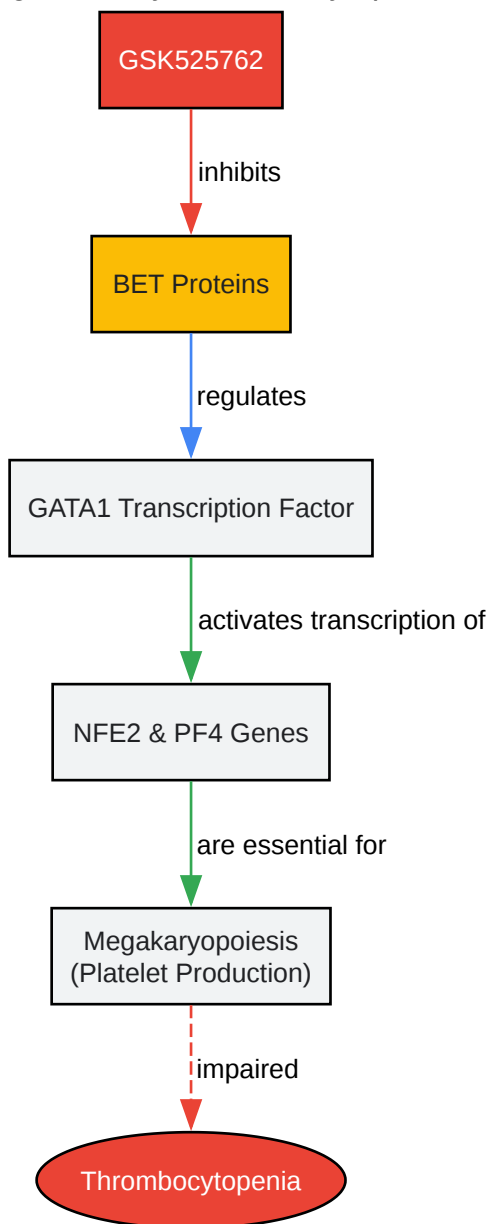 GSK525762
inhibits
BET Proteins
regulates
GATA1 Transcription Factor
activates transcription of
NFE2 & PF4 Genes
are essential for
Megakaryopoiesis
(Platelet Production)
impaired
Thrombocytopenia